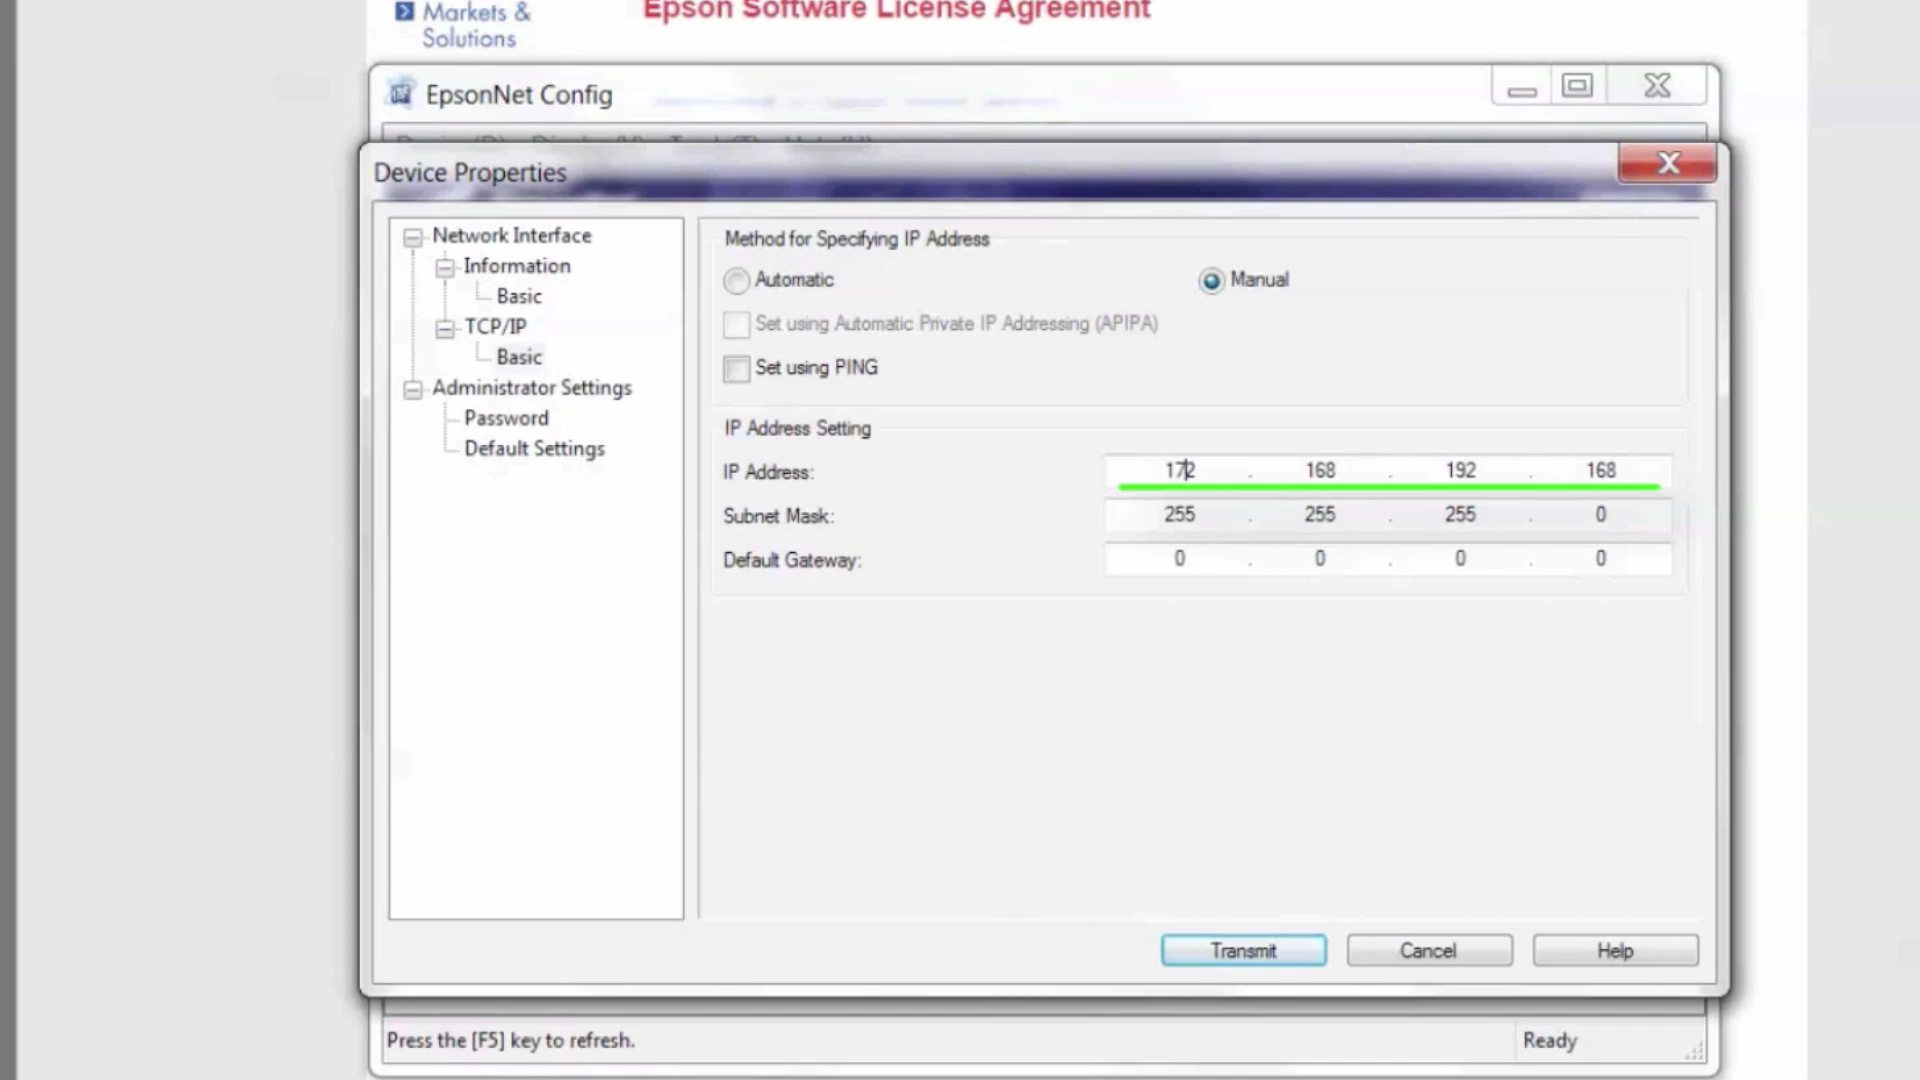 Markets &
Solutions
Epson Software License Agreement
EpsonNet Config
Device Properties
Network Interface
Information
Basic
TCP/IP
Basic
Administrator Settings
Password
Default Settings
Method for Specifying IP Address
Automatic
Manual
Set using Automatic Private IP Addressing (APIPA)
Set using PING
IP Address Setting
IP Address: 172 . 168 . 192 . 168
Subnet Mask: 255 . 255 . 255 . 0
Default Gateway: 0 . 0 . 0 . 0
Transmit
Cancel
Help
Press the [F5] key to refresh.
Ready